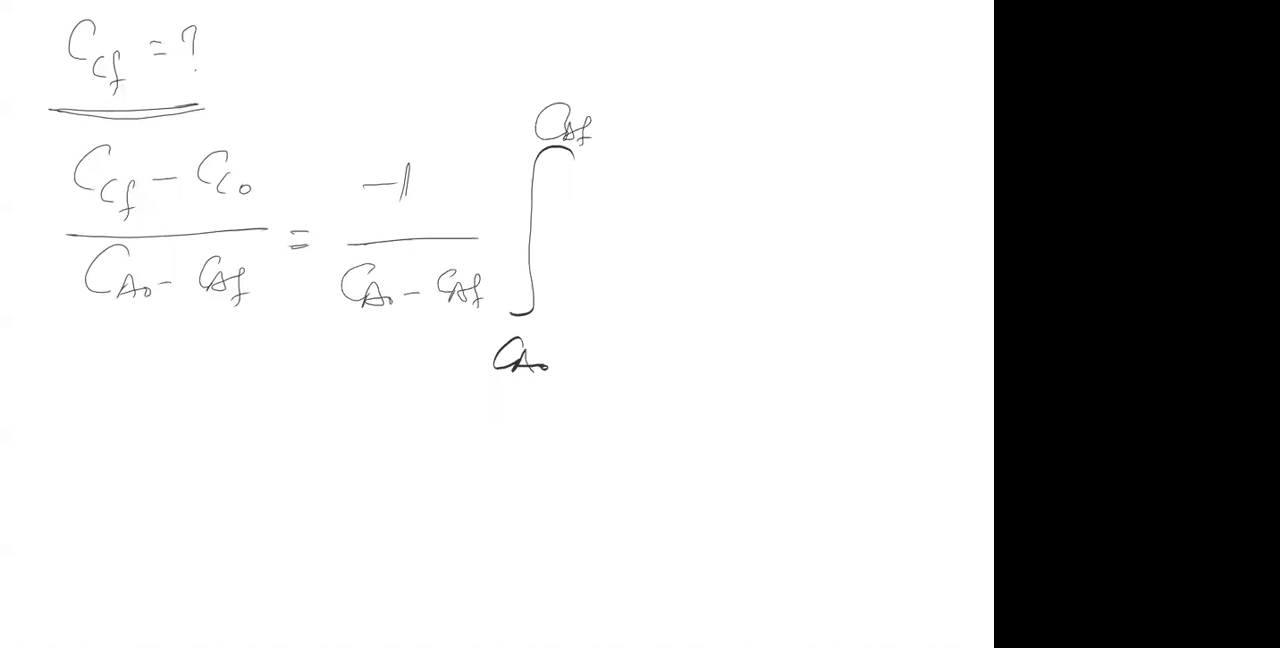 C_Cf = ?
C_Af
C_Cf - C_C0 / C_A0 - C_Af = -1 / C_A0 - C_Af ∫
C_A0